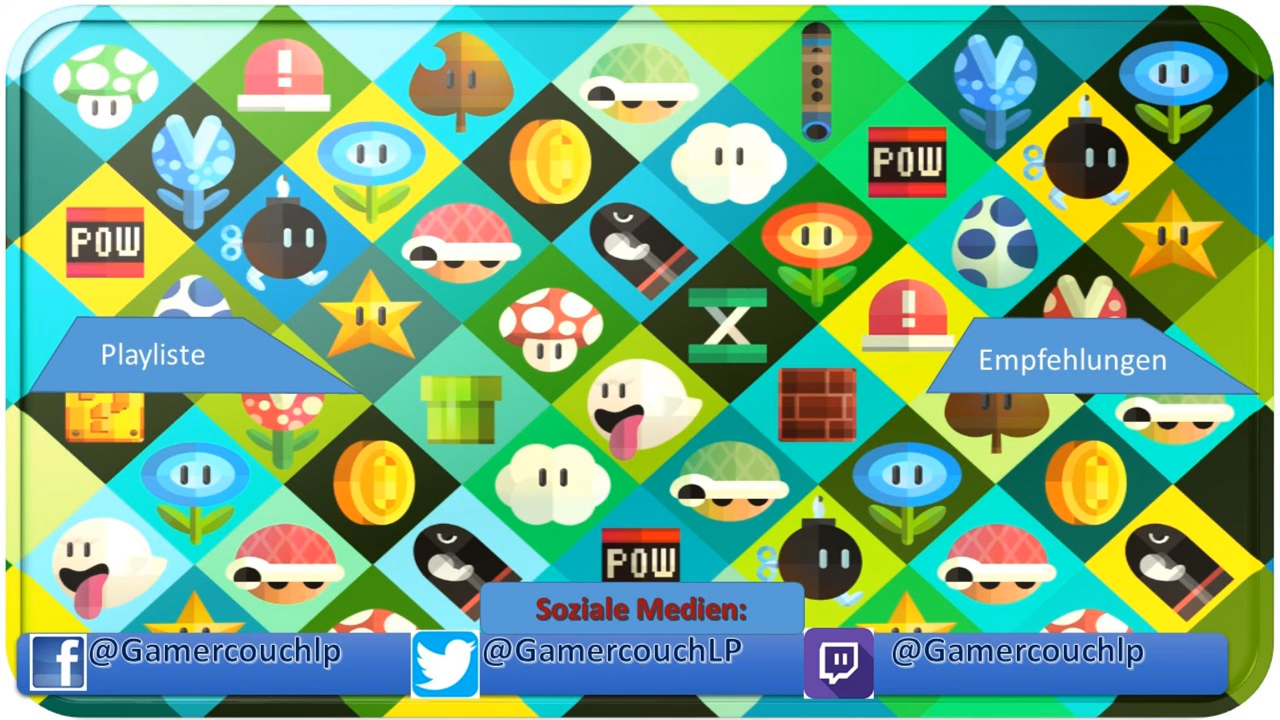 POW
POW
Playliste
Empfehlungen
?
POW
Soziale Medien:
f @Gamercouchlp @GamercouchLP @Gamercouchlp